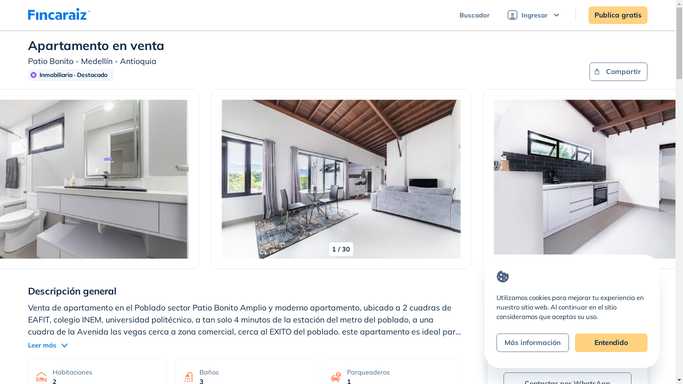 Fincaraiz
Buscador
Ingresar
Publica gratis
Apartamento en venta
Patio Bonito - Medellín - Antioquia
Inmobiliaria · Destacado
Compartir
1 / 30
Descripción general
Venta de apartamento en el Poblado sector Patio Bonito Amplio y moderno apartamento, ubicado a 2 cuadras de
EAFIT, colegio INEM, universidad politécnico, a tan solo 4 minutos de la estación del metro del poblado, a una
cuadra de la Avenida las vegas cerca a zona comercial, cerca al EXITO del poblado. este apartamento es ideal par...
Leer más
Habitaciones
2
Baños
3
Parqueaderos
1
Utilizamos cookies para mejorar tu experiencia en
nuestro sitio web. Al continuar en el sitio
consideramos que aceptas su uso.
Más información
Entendido
Contactar por WhatsApp